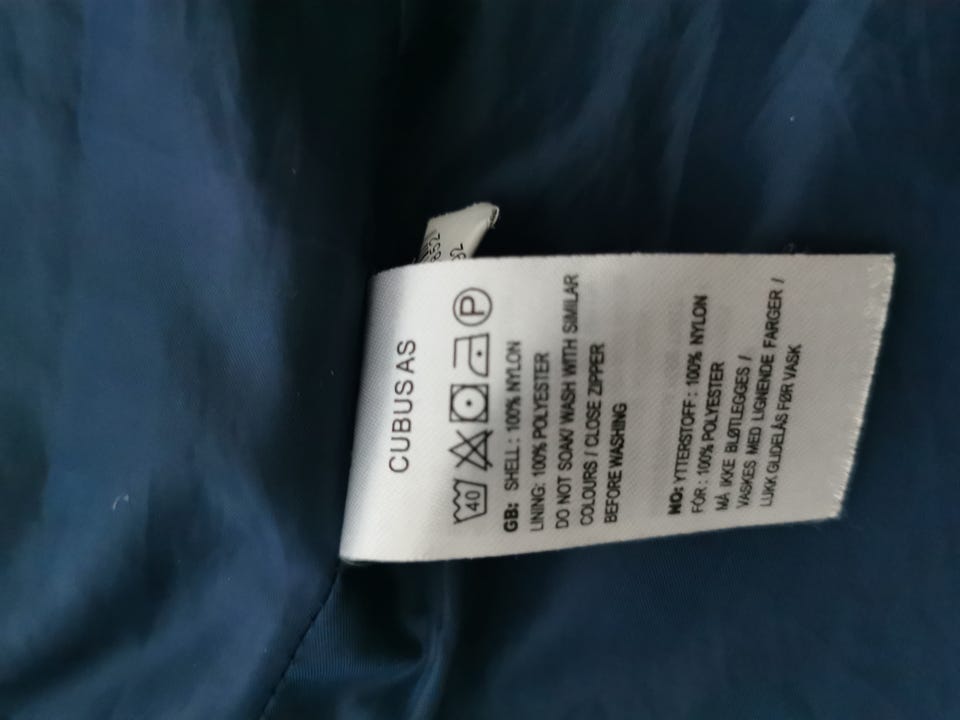 CUBUS AS
40 P
GB: SHELL : 100% NYLON
LINING: 100% POLYESTER
DO NOT SOAK/ WASH WITH SIMILAR
COLOURS / CLOSE ZIPPER
BEFORE WASHING
NO: YTTERSTOFF : 100% NYLON
FÔR : 100% POLYESTER
MÅ IKKE BLØTLEGGES /
VASKES MED LIGNENDE FARGER /
LUKK GLIDELÅS FØR VASK